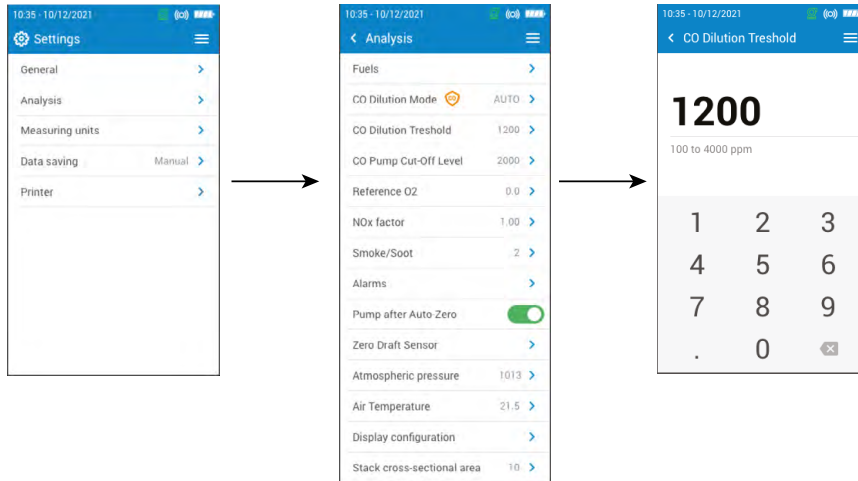 10:35 - 10/12/2021
Settings
General
Analysis
Measuring units
Data saving Manual
Printer
10:35 - 10/12/2021
Analysis
Fuels
CO Dilution Mode CO AUTO
CO Dilution Treshold 1200
CO Pump Cut-Off Level 2000
Reference O2 0.0
NOx factor 1.00
Smoke/Soot 2
Alarms
Pump after Auto Zero
Zero Draft Sensor
Atmospheric pressure 1013
Air Temperature 21.5
Display configuration
Stack cross-sectional area 10
10:35 - 10/12/2021
CO Dilution Treshold
1200
100 to 4000 ppm
1 2 3
4 5 6
7 8 9
. 0